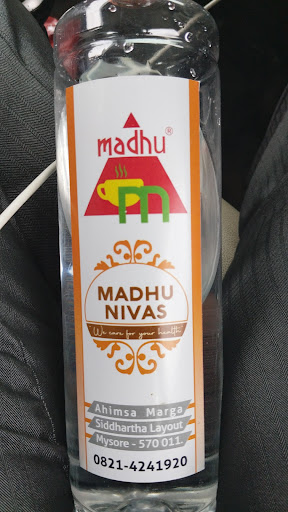 madhu®
m
MADHU
NIVAS
We care for your health
Ahimsa Marga
Siddhartha Layout
Mysore - 570 011.
0821-4241920